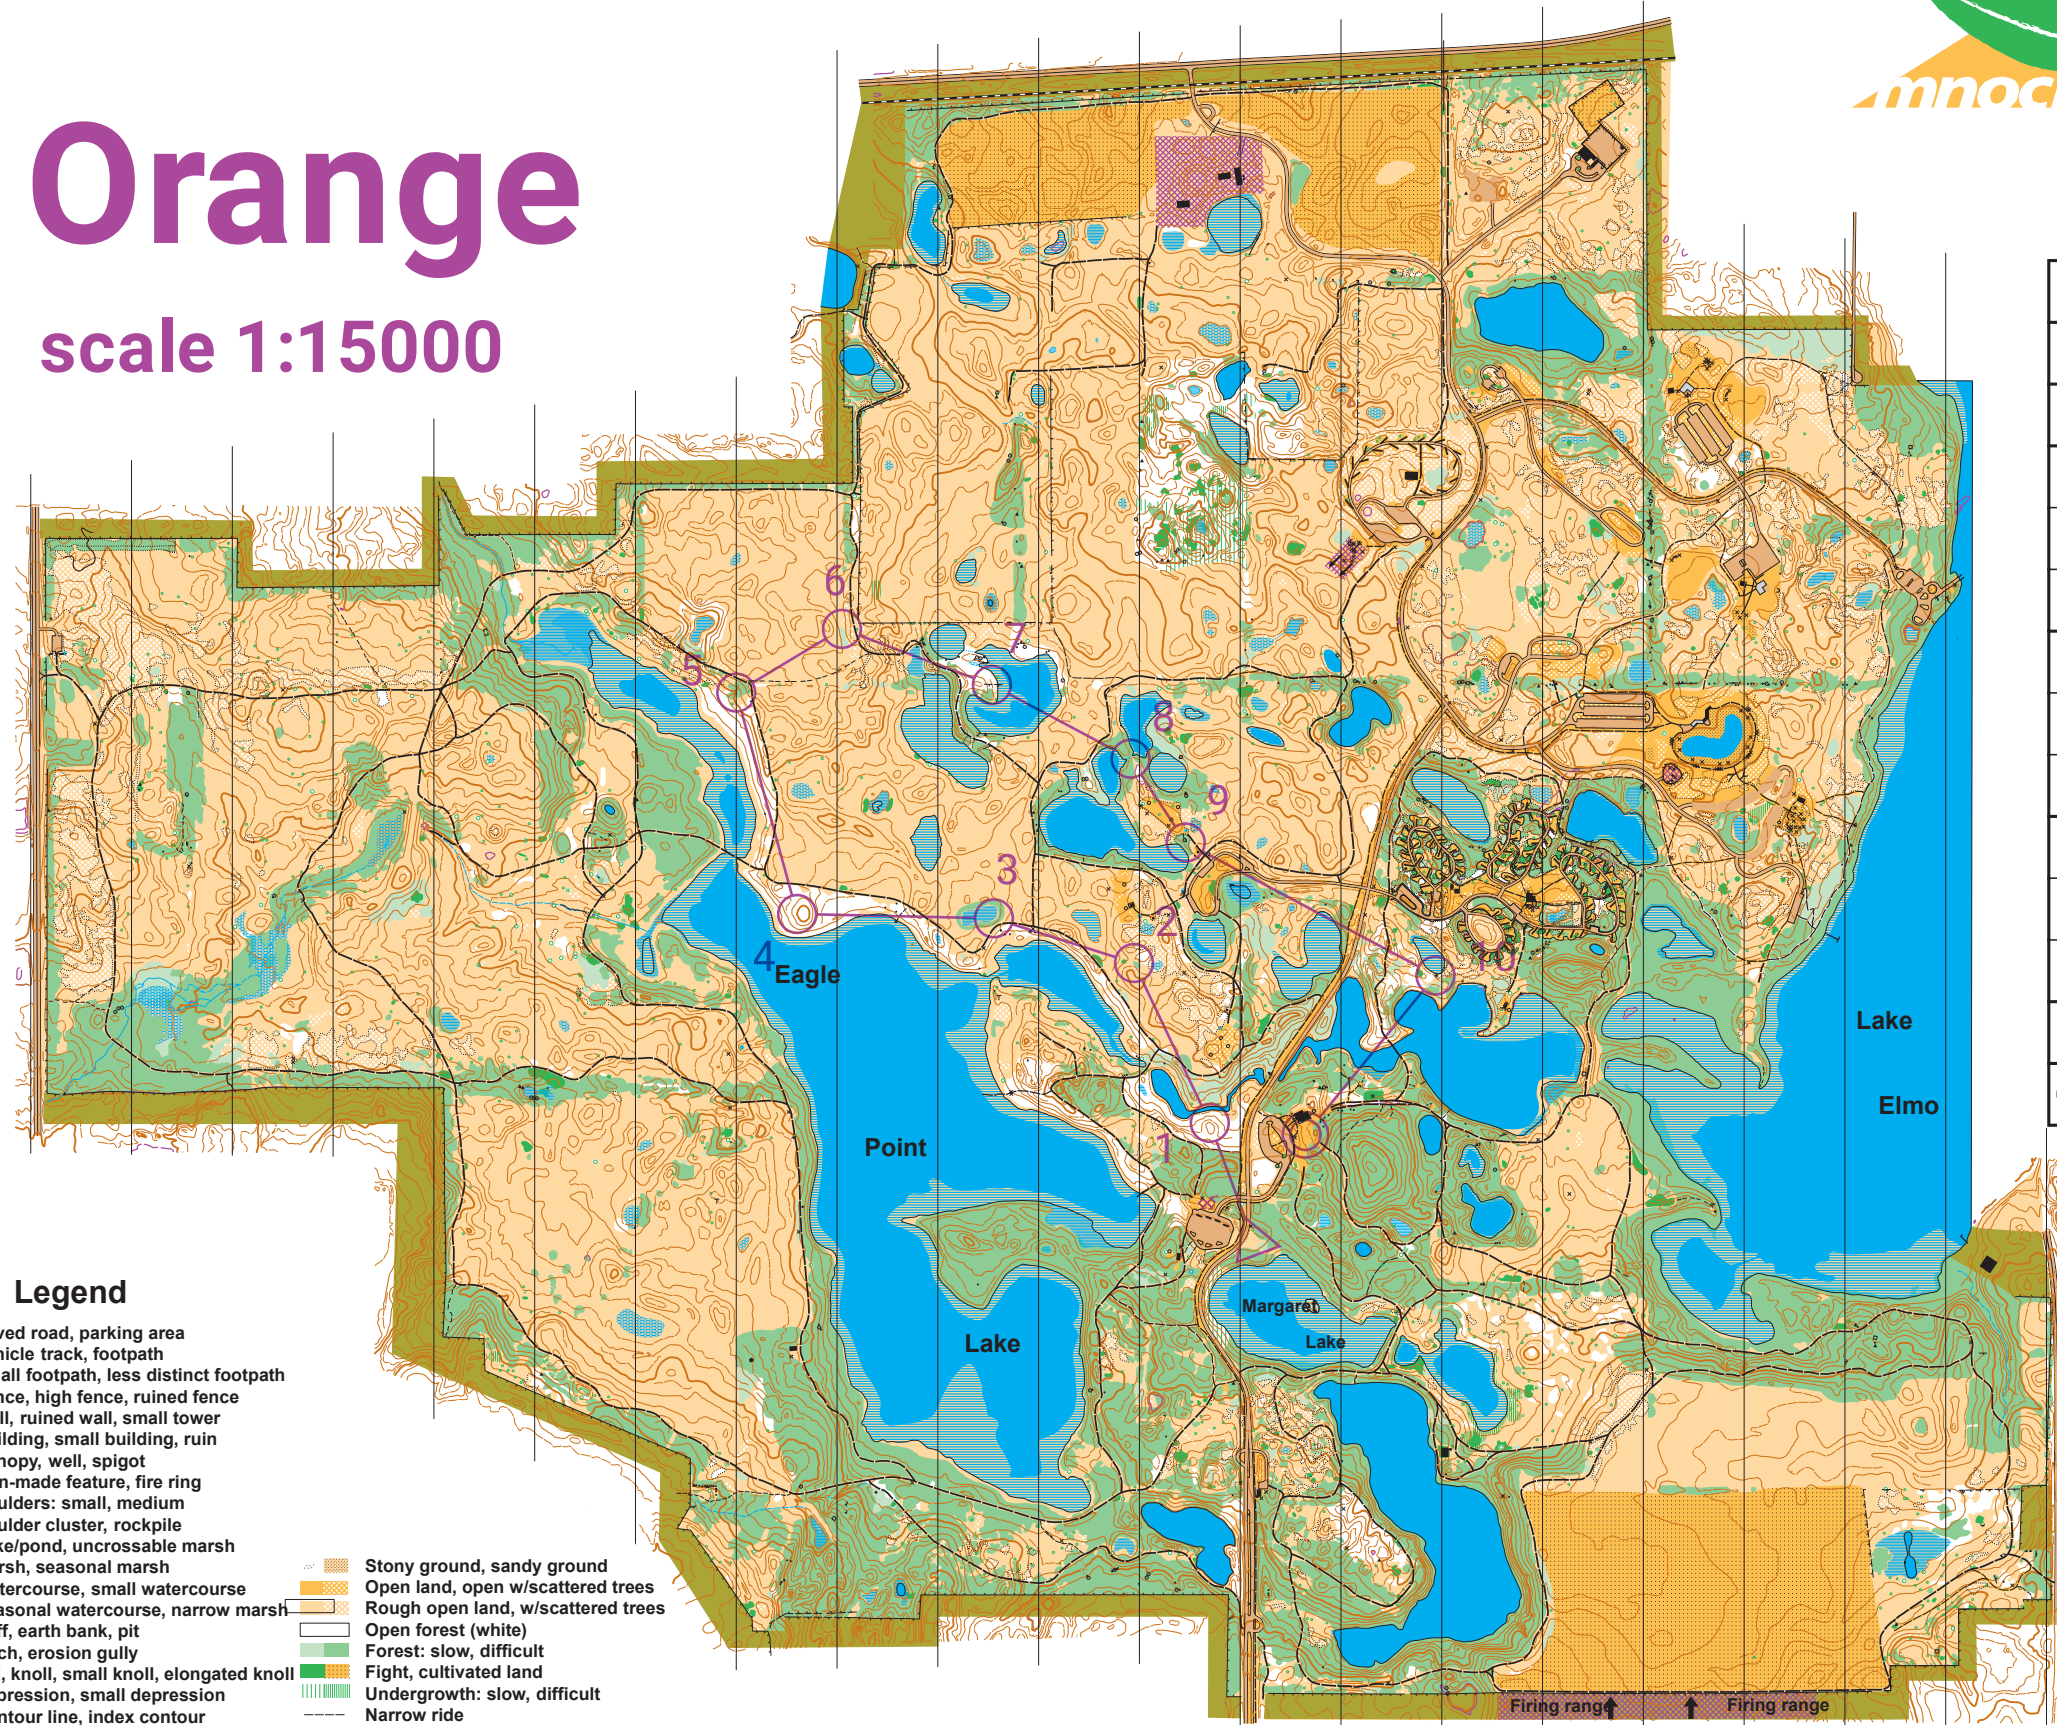 Orange
scale 1:15000
mnoc
6
7
5
8
9
3
2
10
4
Eagle
Lake
Elmo
Point
1
Margaret
Lake
Lake
Legend
ved road, parking area
hicle track, footpath
all footpath, less distinct footpath
nce, high fence, ruined fence
ll, ruined wall, small tower
ilding, small building, ruin
nopy, well, spigot
n-made feature, fire ring
ulders: small, medium
ulder cluster, rockpile
ke/pond, uncrossable marsh
rsh, seasonal marsh
tercourse, small watercourse
asonal watercourse, narrow marsh
ff, earth bank, pit
ch, erosion gully
, knoll, small knoll, elongated knoll
pression, small depression
ntour line, index contour
Stony ground, sandy ground
Open land, open w/scattered trees
Rough open land, w/scattered trees
Open forest (white)
Forest: slow, difficult
Fight, cultivated land
Undergrowth: slow, difficult
Narrow ride
Firing range
Firing range